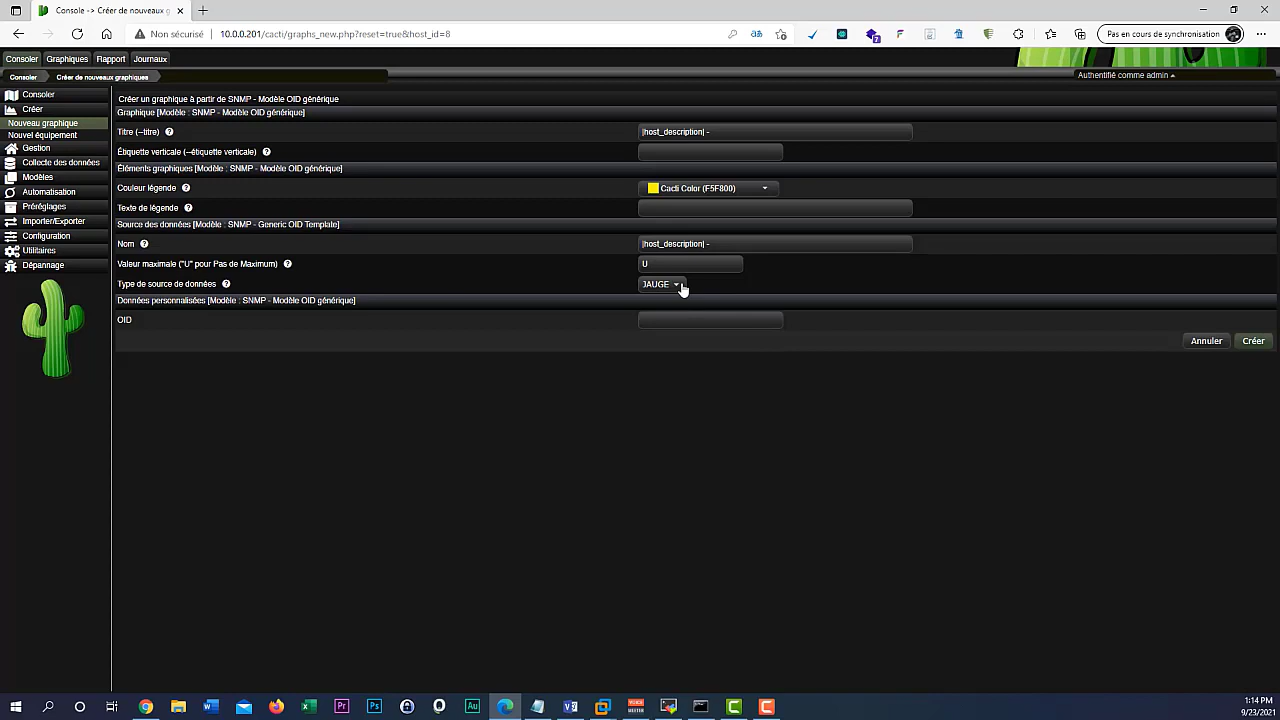 Console -> Créer de nouveaux g
Non sécurisé
10.0.0.201/cacti/graphs_new.php?reset=true&host_id=8
Pas en cours de synchronisation
Consoler
Graphiques
Rapport
Journaux
Consoler
Créer de nouveaux graphiques
Authentifié comme admin
Consoler
Créer
Nouveau graphique
Nouvel équipement
Gestion
Collecte des données
Modèles
Automatisation
Préréglages
Importer/Exporter
Configuration
Utilitaires
Dépannage
Créer un graphique à partir de SNMP - Modèle OID générique
Graphique [Modèle : SNMP - Modèle OID générique]
Titre (--titre)
|host_description| -
Étiquette verticale (--étiquette verticale)
Éléments graphiques [Modèle : SNMP - Modèle OID générique]
Couleur légende
Cacti Color (F5F800)
Texte de légende
Source des données [Modèle : SNMP - Generic OID Template]
Nom
|host_description| -
Valeur maximale ("U" pour Pas de Maximum)
U
Type de source de données
JAUGE
Données personnalisées [Modèle : SNMP - Modèle OID générique]
OID
Annuler
Créer
1:14 PM
9/23/2021